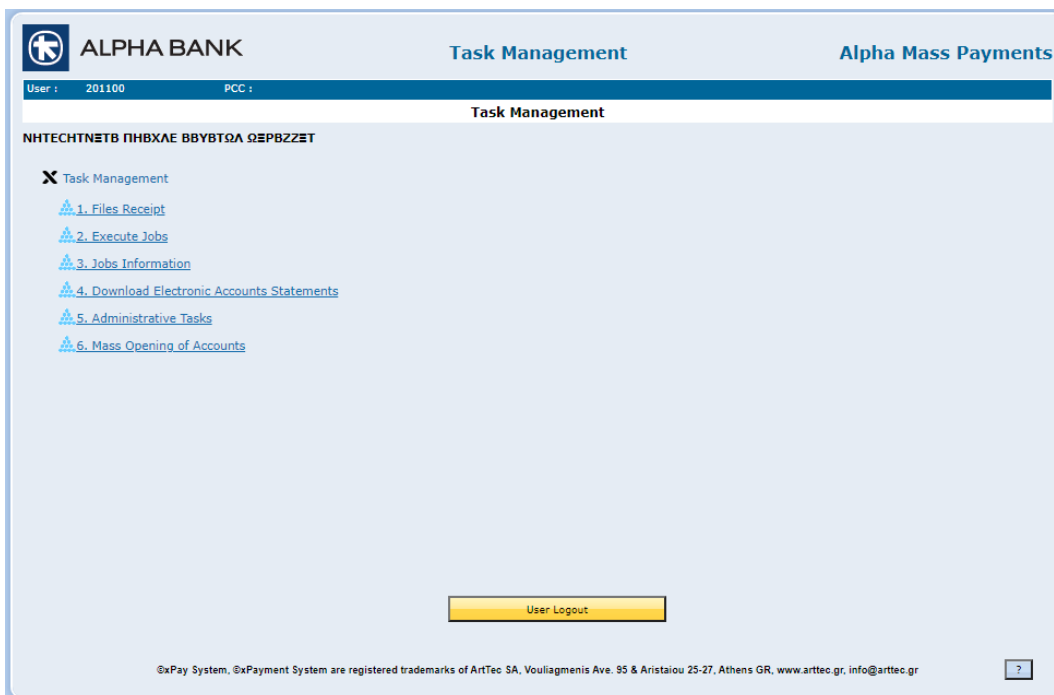 ALPHA BANK Task Management Alpha Mass Payments
User : 201100 PCC :
Task Management
ΝΗΤΕCΗΤΝΞΤΒ ΠΗΒΧΛΕ ΒΒΥΒΤΩΛ ΩΞΡΒΖΖΞΤ
Task Management
1. Files Receipt
2. Execute Jobs
3. Jobs Information
4. Download Electronic Accounts Statements
5. Administrative Tasks
6. Mass Opening of Accounts
User Logout
©xPay System, ©xPayment System are registered trademarks of ArtTec SA, Vouliagmenis Ave. 95 & Aristaiou 25-27, Athens GR, www.arttec.gr, info@arttec.gr ?